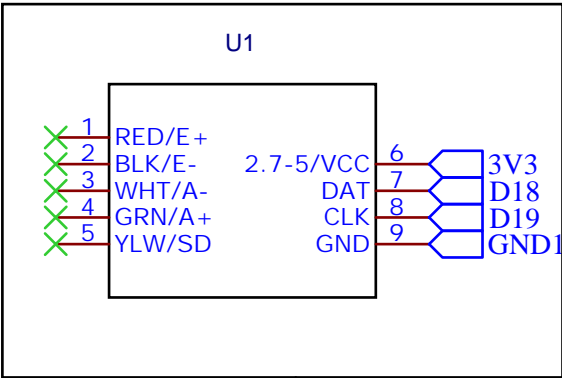 U1
1 RED/E+
2 BLK/E- 2.7-5/VCC 6 3V3
3 WHT/A- DAT 7 D18
4 GRN/A+ CLK 8 D19
5 YLW/SD GND 9 GND1